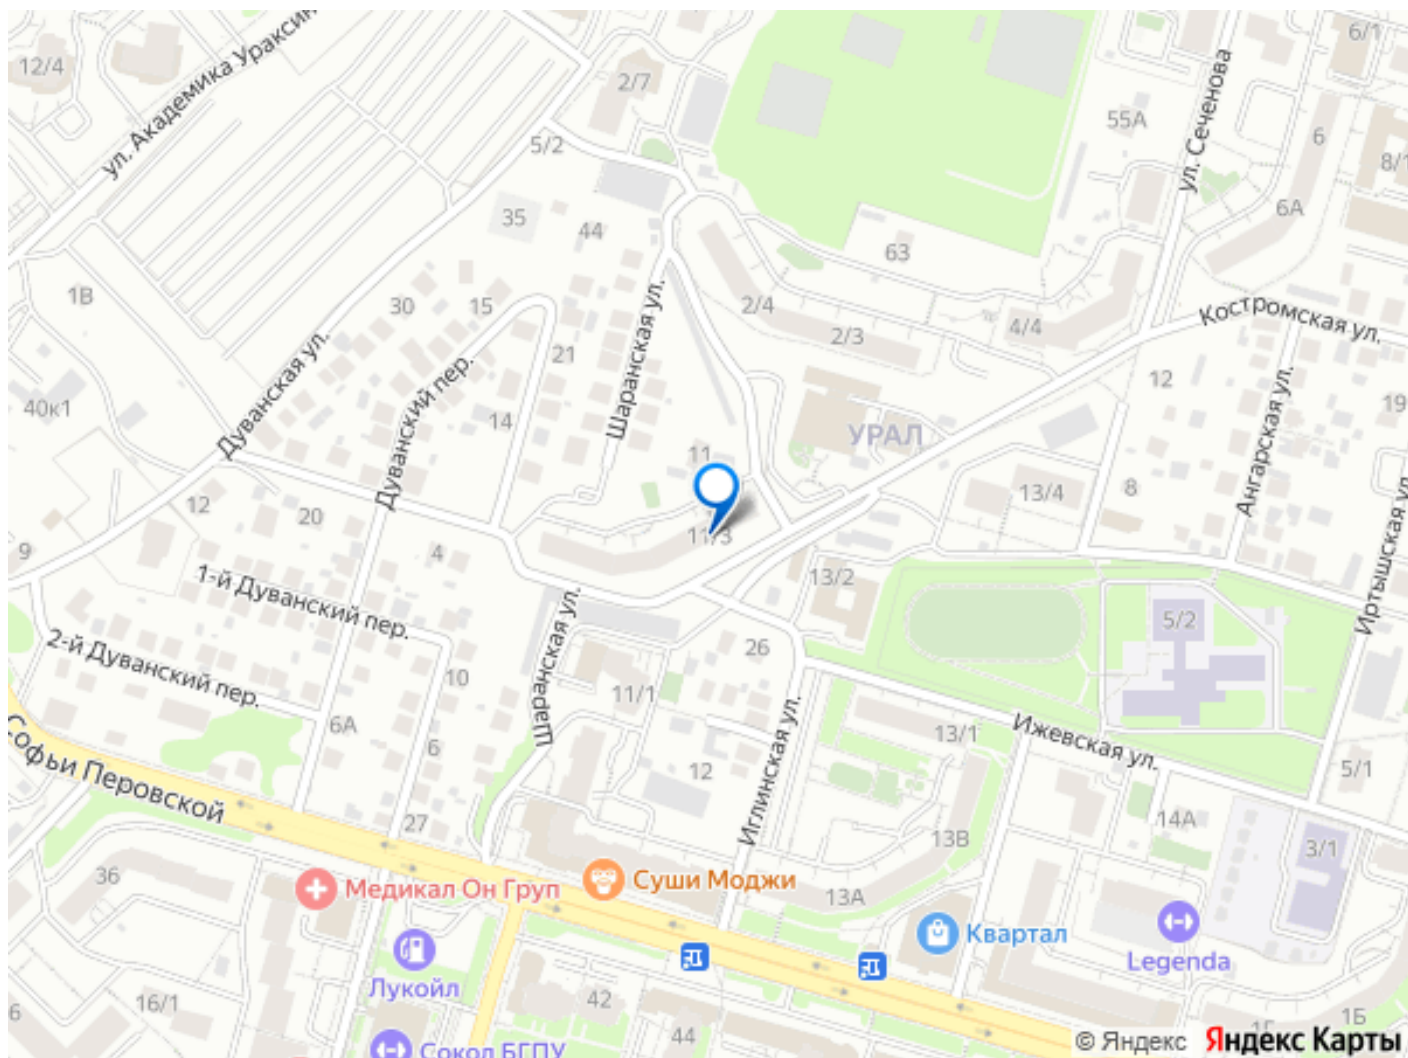 ул. Академика Ураксин
12/4
2/7
5/2
35
44
1В
30
15
Дуванская ул.
Дуванский пер.
21
14
40к1
Шаранская ул.
55А
ул. Сеченова
6/1
6
8/1
6А
63
2/4
2/3
4/4
Костромская ул.
12
19
УРАЛ
11
11/3
13/4
8
Ангарская ул.
Иртышская ул.
12
20
9
4
1-й Дуванский пер.
2-й Дуванский пер.
13/2
5/2
26
10
11/1
Шаранская ул.
6А
6
13/1
Ижевская ул.
5/1
12
Иглинская ул.
Софьи Перовской
27
13В
14А
3/1
36
Медикал Он Груп
Суши Моджи
13А
Квартал
Legenda
Лукойл
16/1
6
42
44
1Б
Сокол БГПУ
© Яндекс Яндекс Карты